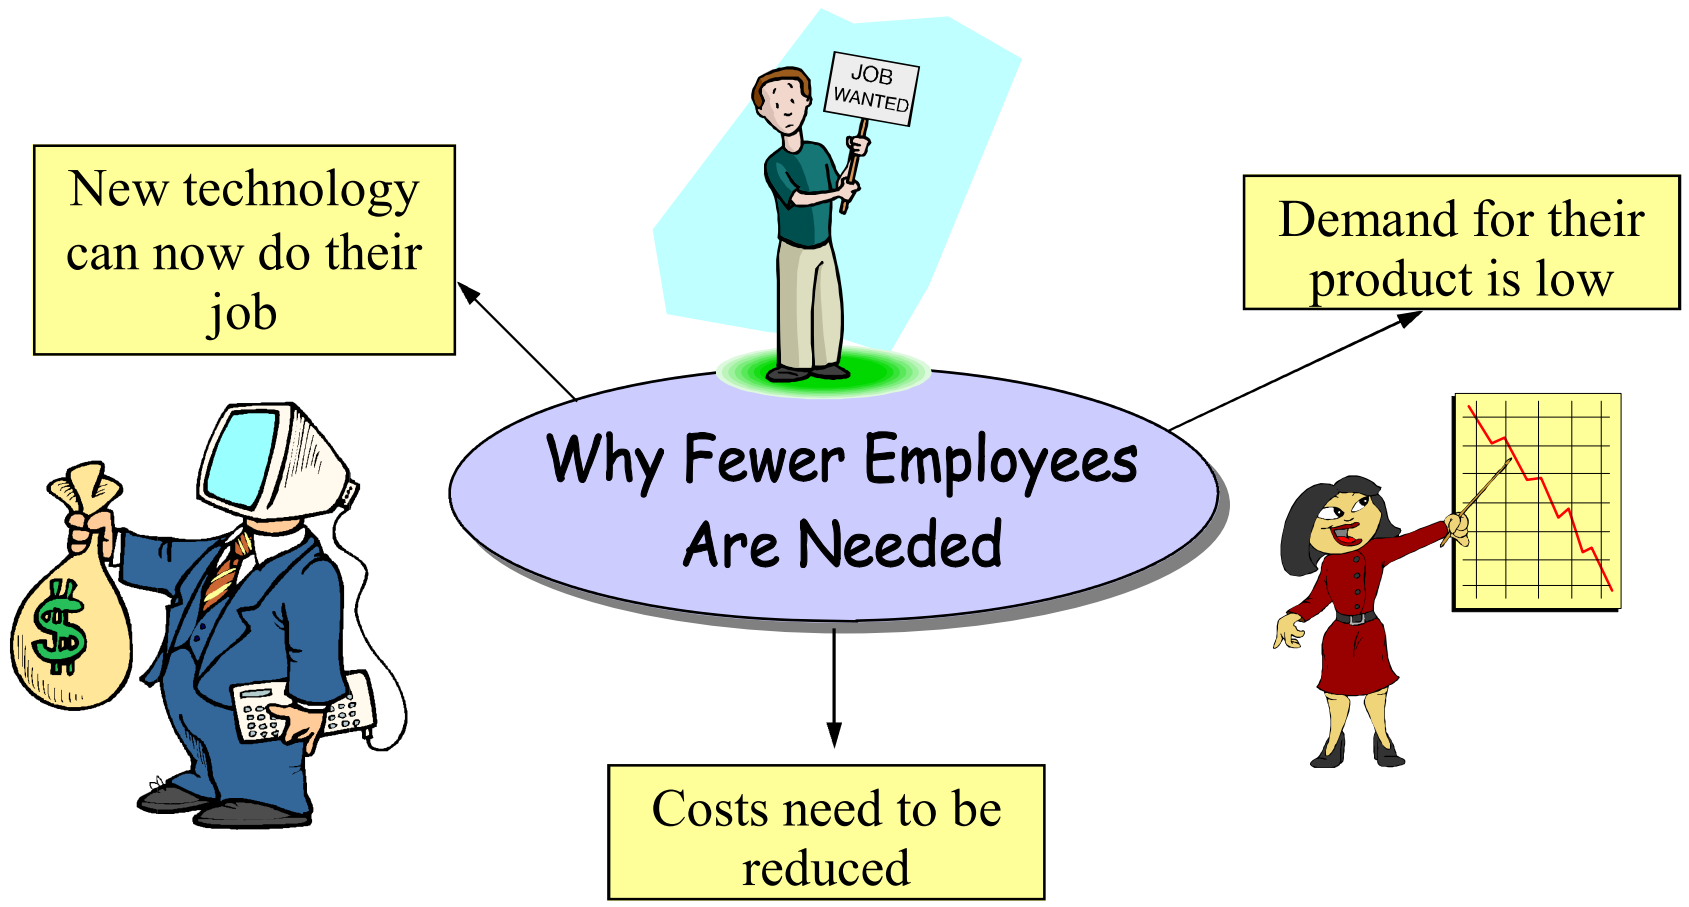 JOB
WANTED
New technology
can now do their
job
Demand for their
product is low
Why Fewer Employees
Are Needed
$
Costs need to be
reduced